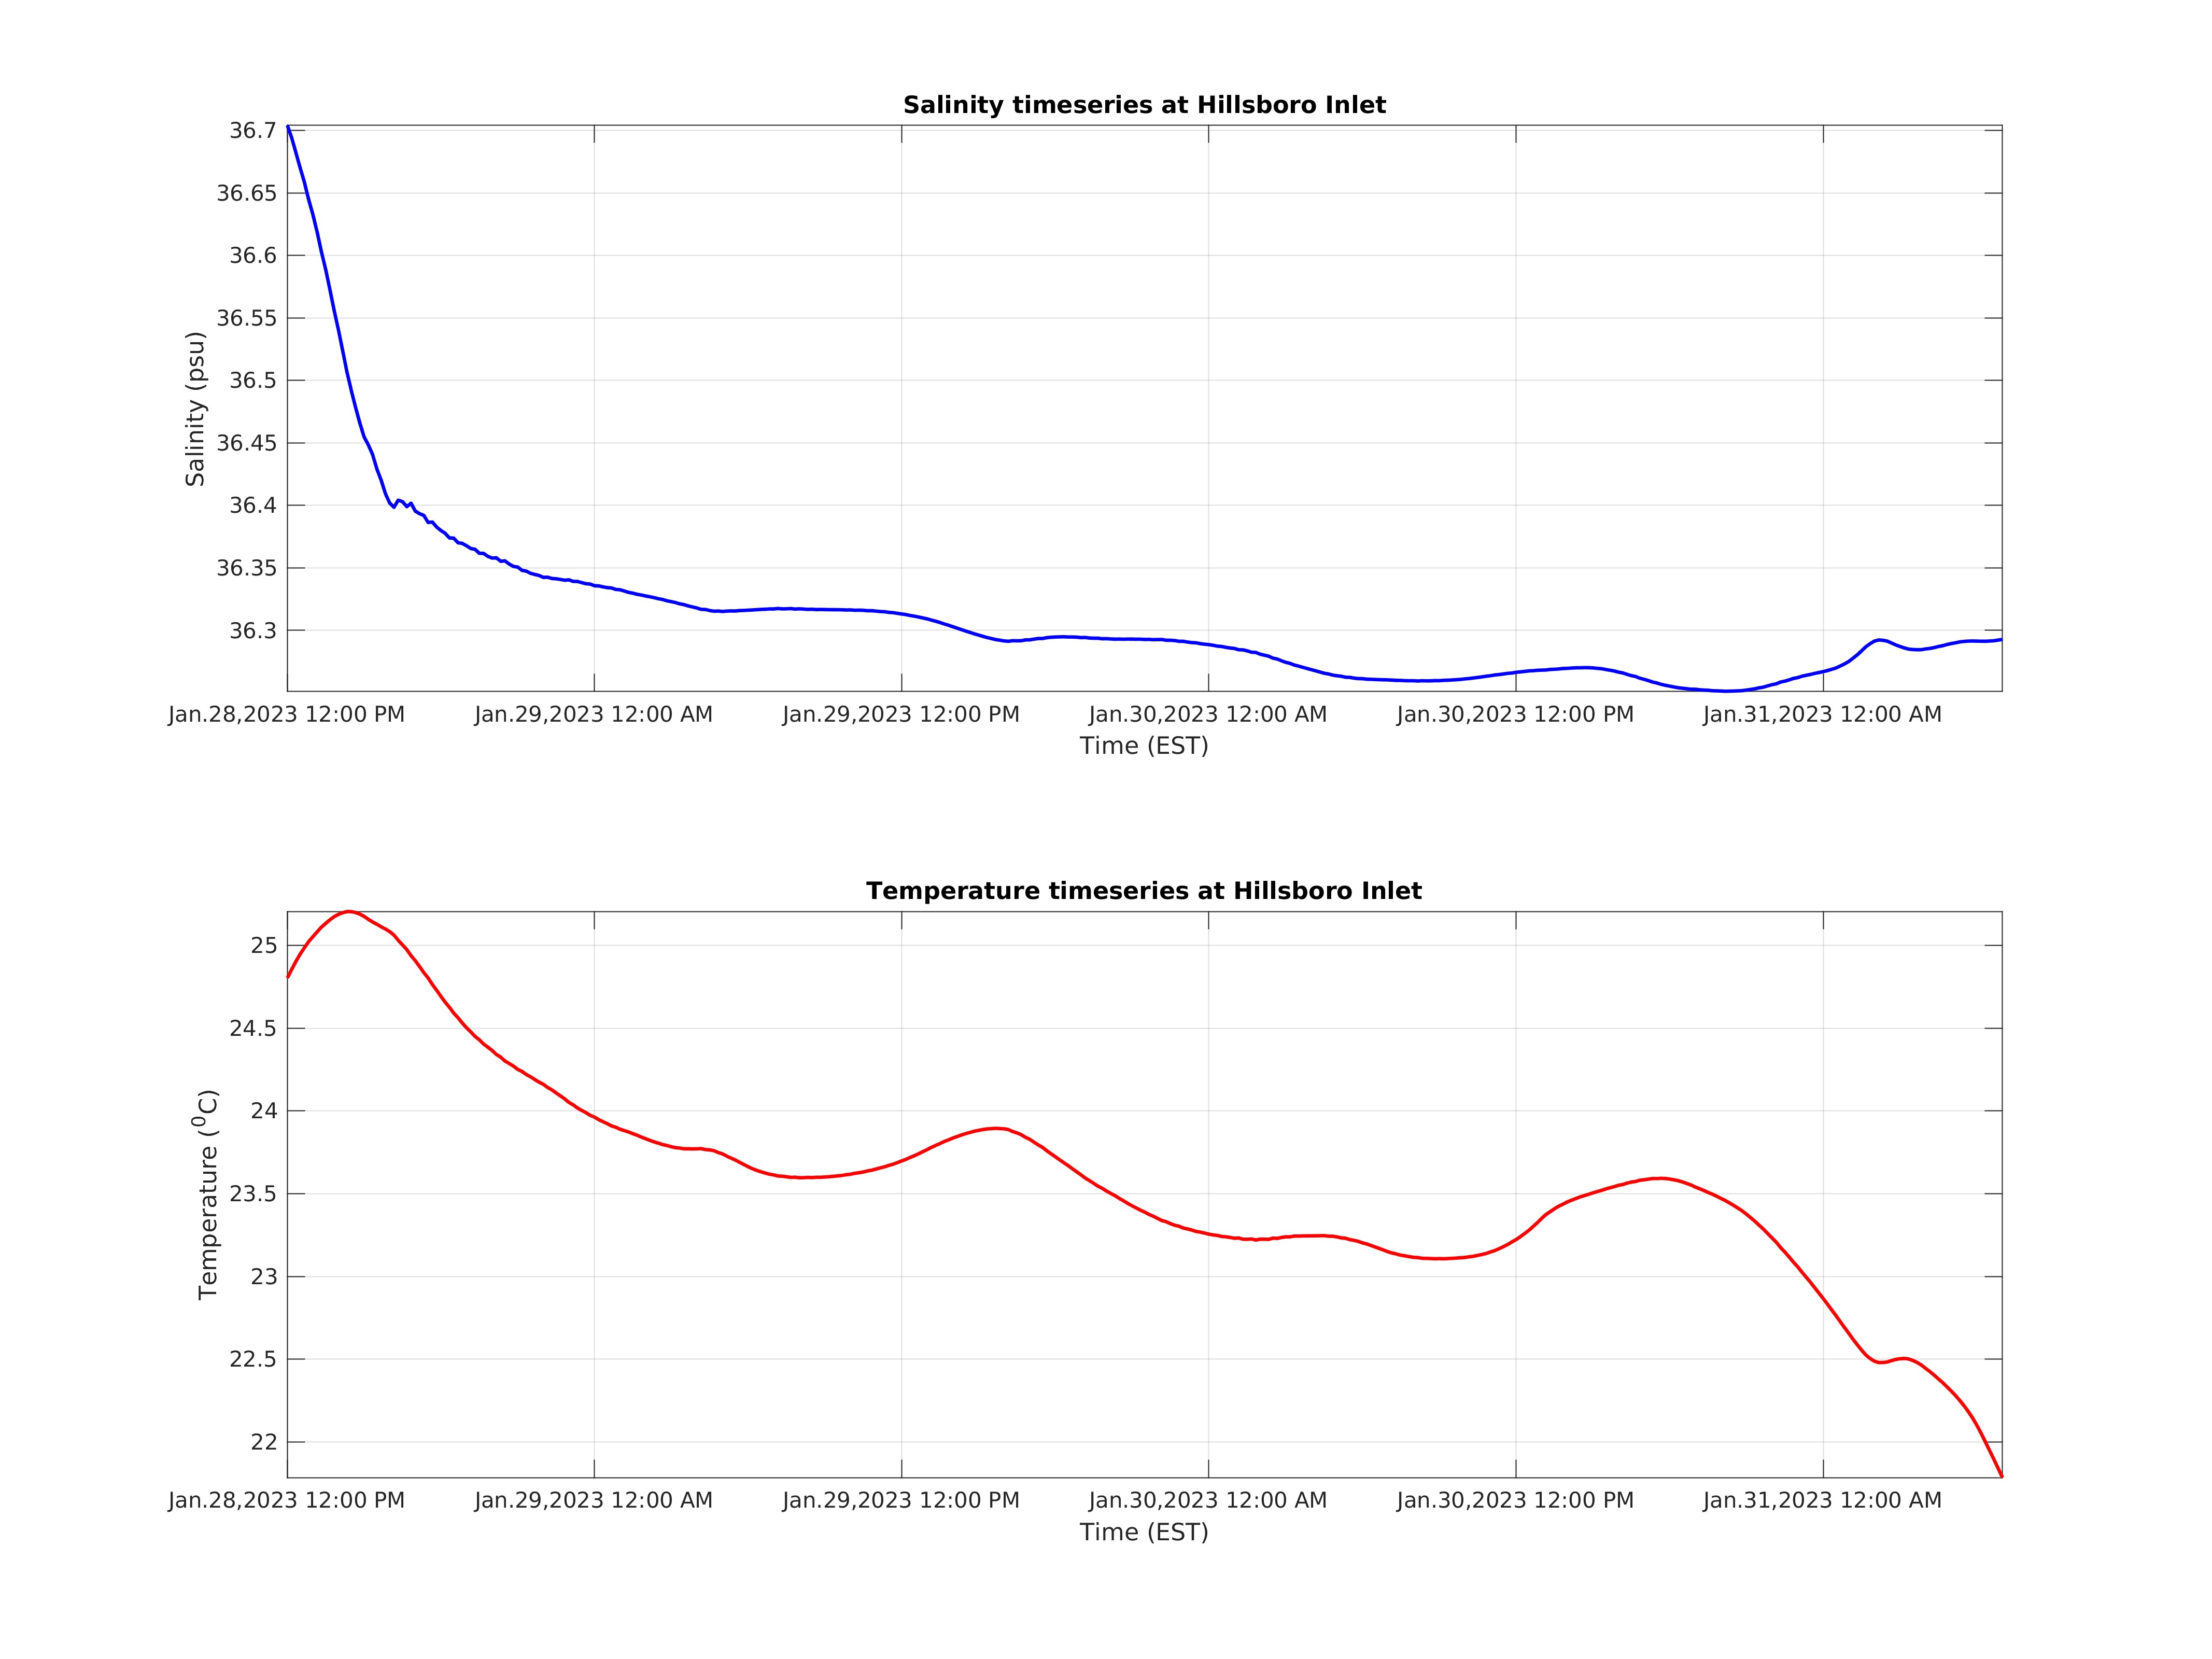 Salinity timeseries at Hillsboro Inlet
36.7
36.65
36.6
36.55
36.5
36.45
36.4
36.35
36.3
Salinity (psu)
Jan.28,2023 12:00 PM Jan.29,2023 12:00 AM Jan.29,2023 12:00 PM Jan.30,2023 12:00 AM Jan.30,2023 12:00 PM Jan.31,2023 12:00 AM
Time (EST)
Temperature timeseries at Hillsboro Inlet
25
24.5
24
23.5
23
22.5
22
Temperature (⁰C)
Jan.28,2023 12:00 PM Jan.29,2023 12:00 AM Jan.29,2023 12:00 PM Jan.30,2023 12:00 AM Jan.30,2023 12:00 PM Jan.31,2023 12:00 AM
Time (EST)